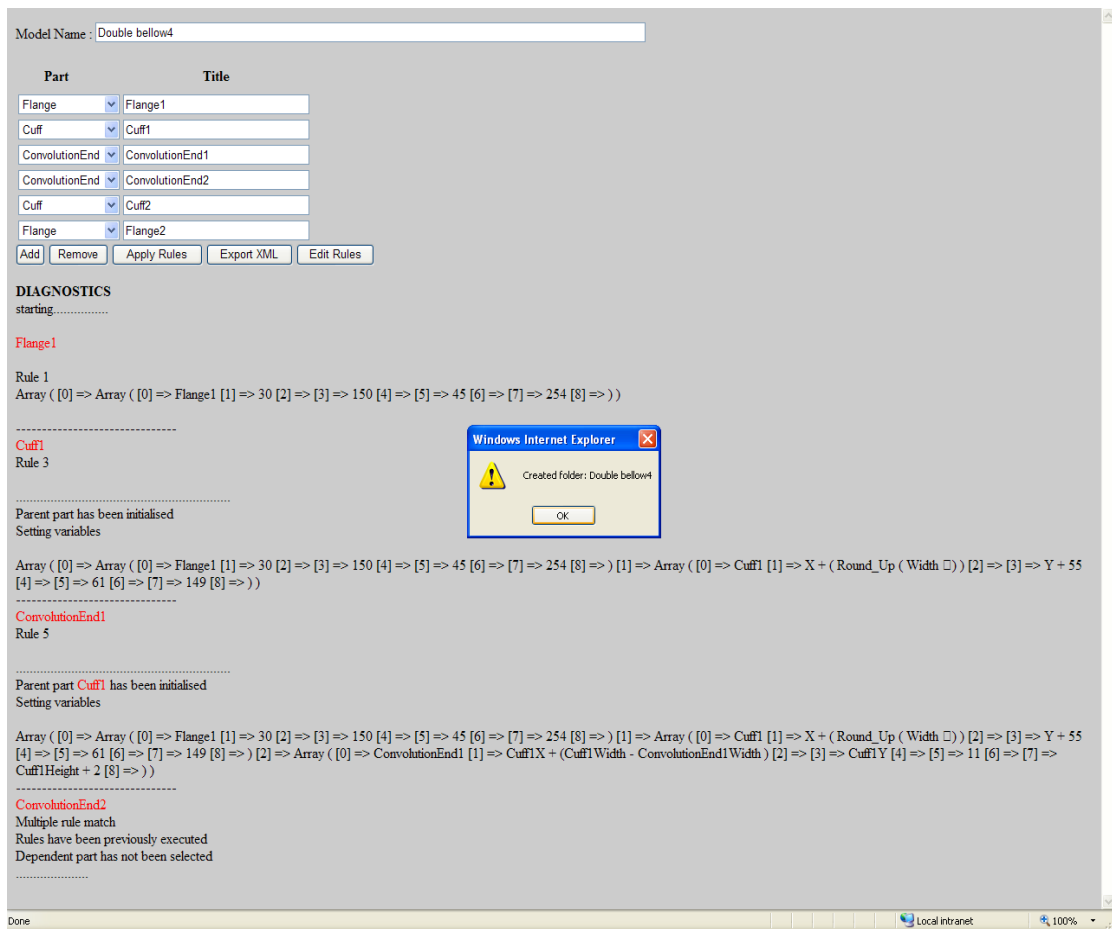 Model Name : Double bellow4
Part Title
Flange Flange1
Cuff Cuff1
ConvolutionEnd ConvolutionEnd1
ConvolutionEnd ConvolutionEnd2
Cuff Cuff2
Flange Flange2
Add Remove Apply Rules Export XML Edit Rules
DIAGNOSTICS
starting................
Flange1
Rule 1
Array ( [0] => Array ( [0] => Flange1 [1] => 30 [2] => [3] => 150 [4] => [5] => 45 [6] => [7] => 254 [8] => ) )
-------------------------------
Cuff1
Rule 3
..............................................................
Parent part has been initialised
Setting variables
Windows Internet Explorer
Created folder: Double bellow4
OK
Array ( [0] => Array ( [0] => Flange1 [1] => 30 [2] => [3] => 150 [4] => [5] => 45 [6] => [7] => 254 [8] => ) [1] => Array ( [0] => Cuff1 [1] => X + ( Round_Up ( Width □) ) [2] => [3] => Y + 55
[4] => [5] => 61 [6] => [7] => 149 [8] => ) )
-------------------------------
ConvolutionEnd1
Rule 5
..............................................................
Parent part Cuff1 has been initialised
Setting variables
Array ( [0] => Array ( [0] => Flange1 [1] => 30 [2] => [3] => 150 [4] => [5] => 45 [6] => [7] => 254 [8] => ) [1] => Array ( [0] => Cuff1 [1] => X + ( Round_Up ( Width □) ) [2] => [3] => Y + 55
[4] => [5] => 61 [6] => [7] => 149 [8] => ) [2] => Array ( [0] => ConvolutionEnd1 [1] => Cuff1X + (Cuff1Width - ConvolutionEnd1Width ) [2] => [3] => Cuff1Y [4] => [5] => 11 [6] => [7] =>
Cuff1Height + 2 [8] => ) )
-------------------------------
ConvolutionEnd2
Multiple rule match
Rules have been previously executed
Dependent part has not been selected
.....................
Done Local intranet 100%